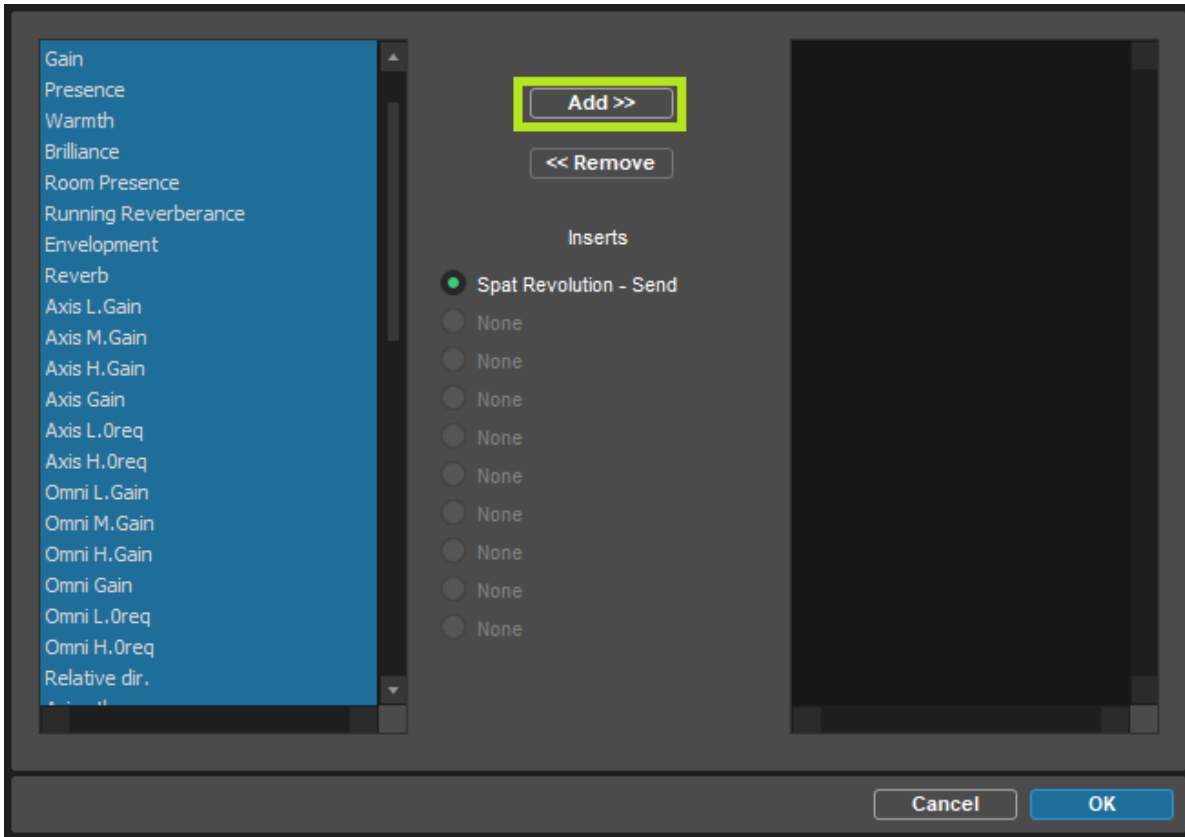 Gain
Presence
Warmth
Brilliance
Room Presence
Running Reverberance
Envelopment
Reverb
Axis L.Gain
Axis M.Gain
Axis H.Gain
Axis Gain
Axis L.0req
Axis H.0req
Omni L.Gain
Omni M.Gain
Omni H.Gain
Omni Gain
Omni L.0req
Omni H.0req
Relative dir.
Add >>
<< Remove
Inserts
Spat Revolution - Send
None
None
None
None
None
None
None
None
None
Cancel
OK